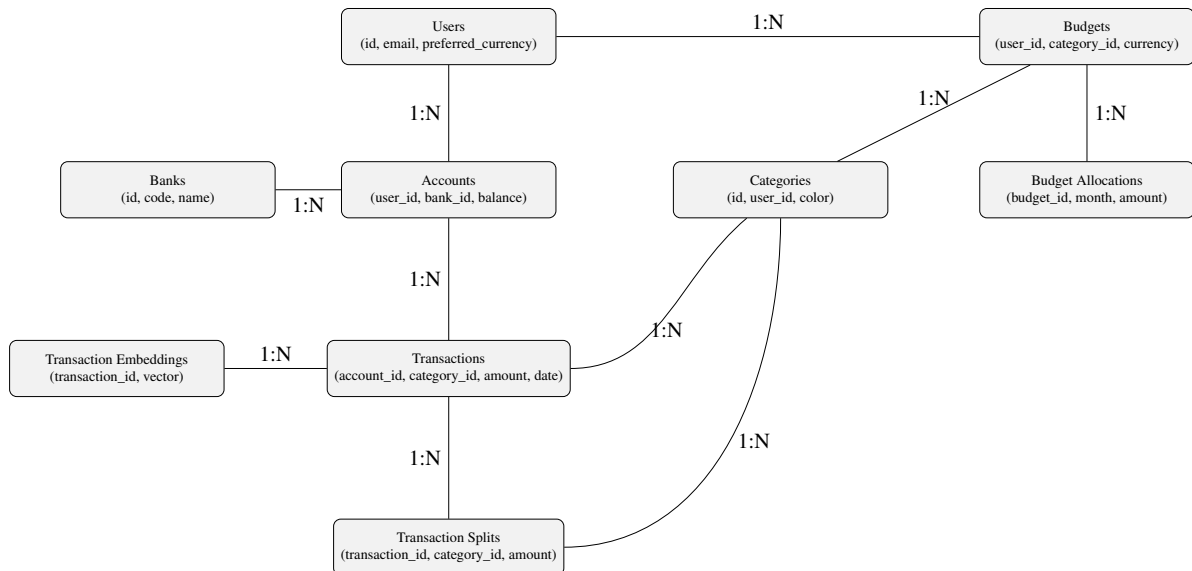 Users
(id, email, preferred_currency)
1:N
Budgets
(user_id, category_id, currency)
1:N
1:N
1:N
Banks
(id, code, name)
1:N
Accounts
(user_id, bank_id, balance)
Categories
(id, user_id, color)
Budget Allocations
(budget_id, month, amount)
1:N
1:N
Transaction Embeddings
(transaction_id, vector)
1:N
Transactions
(account_id, category_id, amount, date)
1:N
1:N
Transaction Splits
(transaction_id, category_id, amount)